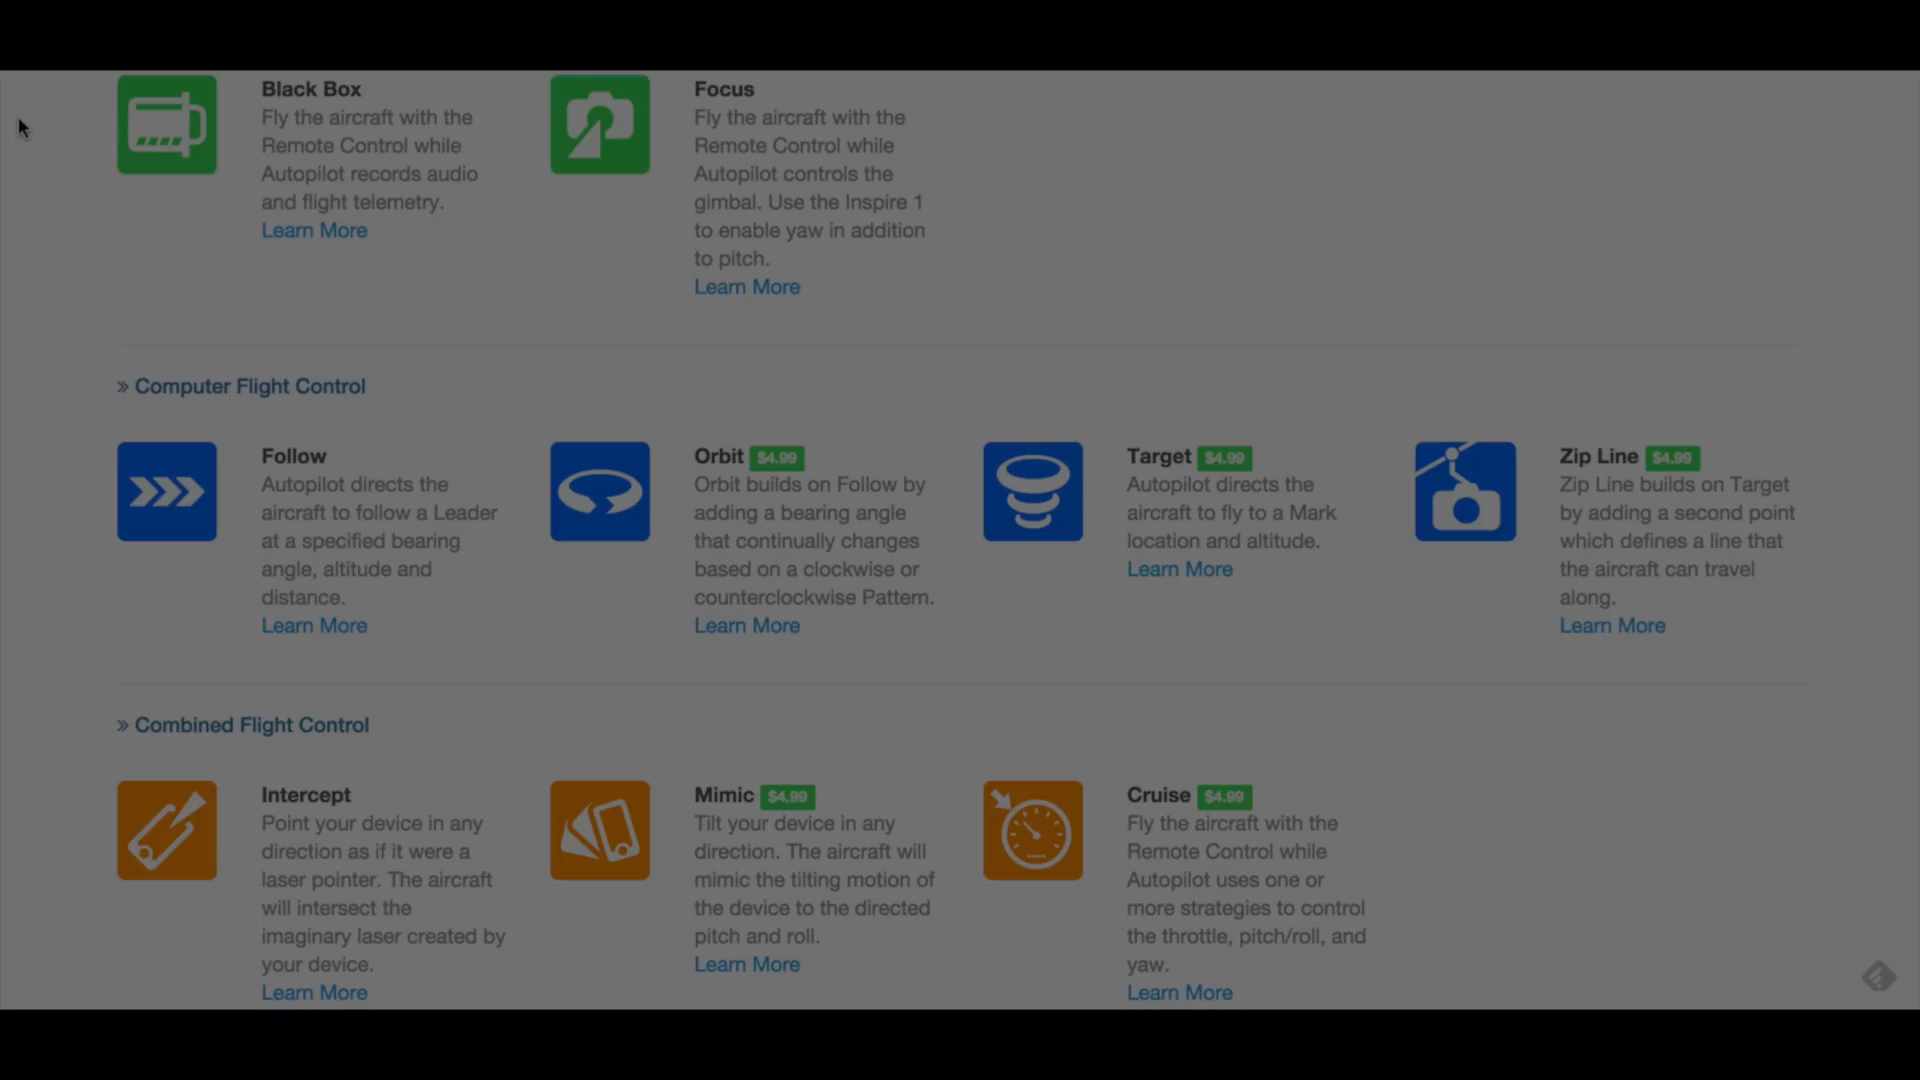 Black Box
Fly the aircraft with the
Remote Control while
Autopilot records audio
and flight telemetry.
Learn More
Focus
Fly the aircraft with the
Remote Control while
Autopilot controls the
gimbal. Use the Inspire 1
to enable yaw in addition
to pitch.
Learn More
» Computer Flight Control
Follow
Autopilot directs the
aircraft to follow a Leader
at a specified bearing
angle, altitude and
distance.
Learn More
Orbit $4.99
Orbit builds on Follow by
adding a bearing angle
that continually changes
based on a clockwise or
counterclockwise Pattern.
Learn More
Target $4.99
Autopilot directs the
aircraft to fly to a Mark
location and altitude.
Learn More
Zip Line $4.99
Zip Line builds on Target
by adding a second point
which defines a line that
the aircraft can travel
along.
Learn More
» Combined Flight Control
Intercept
Point your device in any
direction as if it were a
laser pointer. The aircraft
will intersect the
imaginary laser created by
your device.
Learn More
Mimic $4.99
Tilt your device in any
direction. The aircraft will
mimic the tilting motion of
the device to the directed
pitch and roll.
Learn More
Cruise $4.99
Fly the aircraft with the
Remote Control while
Autopilot uses one or
more strategies to control
the throttle, pitch/roll, and
yaw.
Learn More